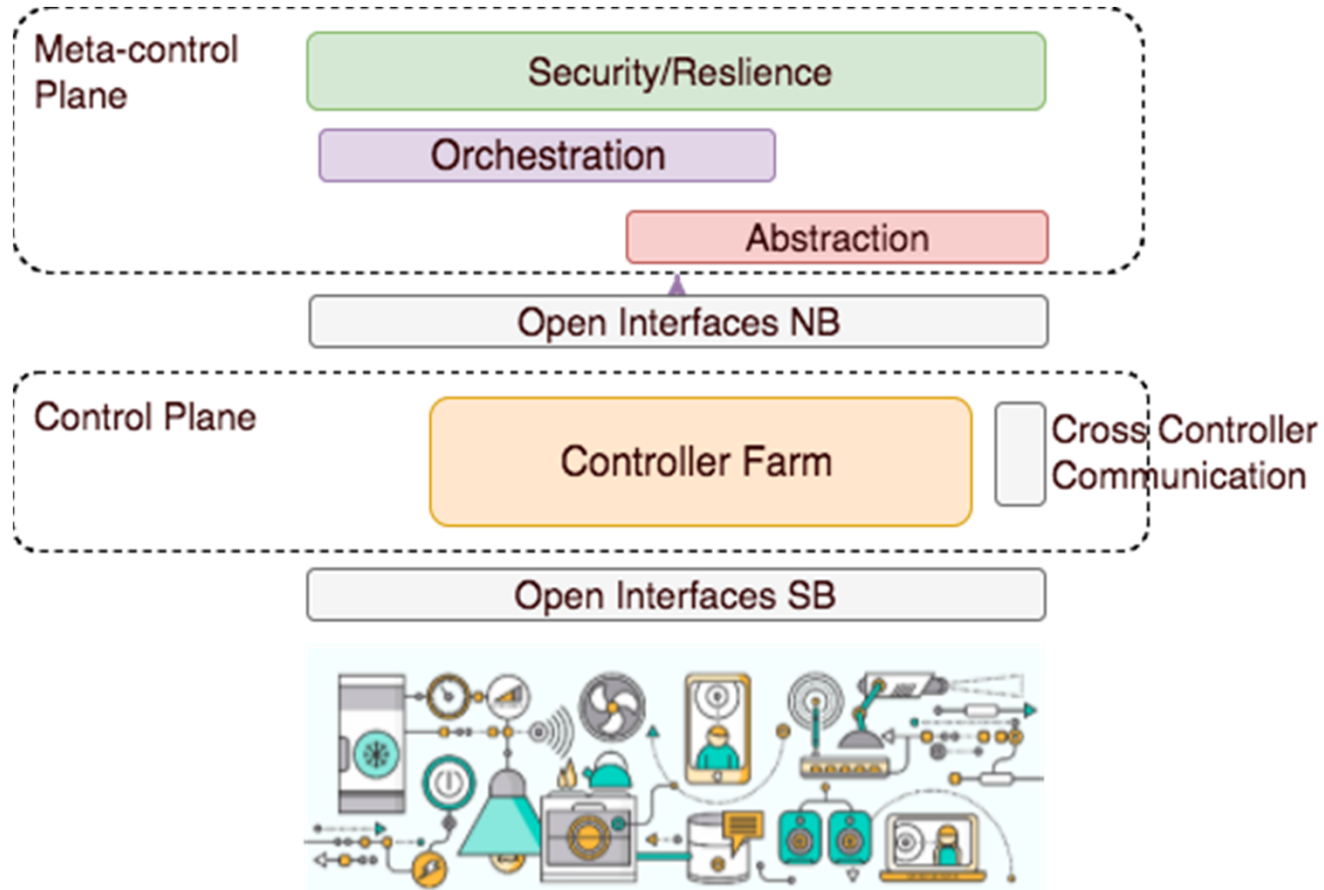 Meta-control
Plane
Security/Reslience
Orchestration
Abstraction
Open Interfaces NB
Control Plane
Controller Farm
Cross Controller
Communication
Open Interfaces SB